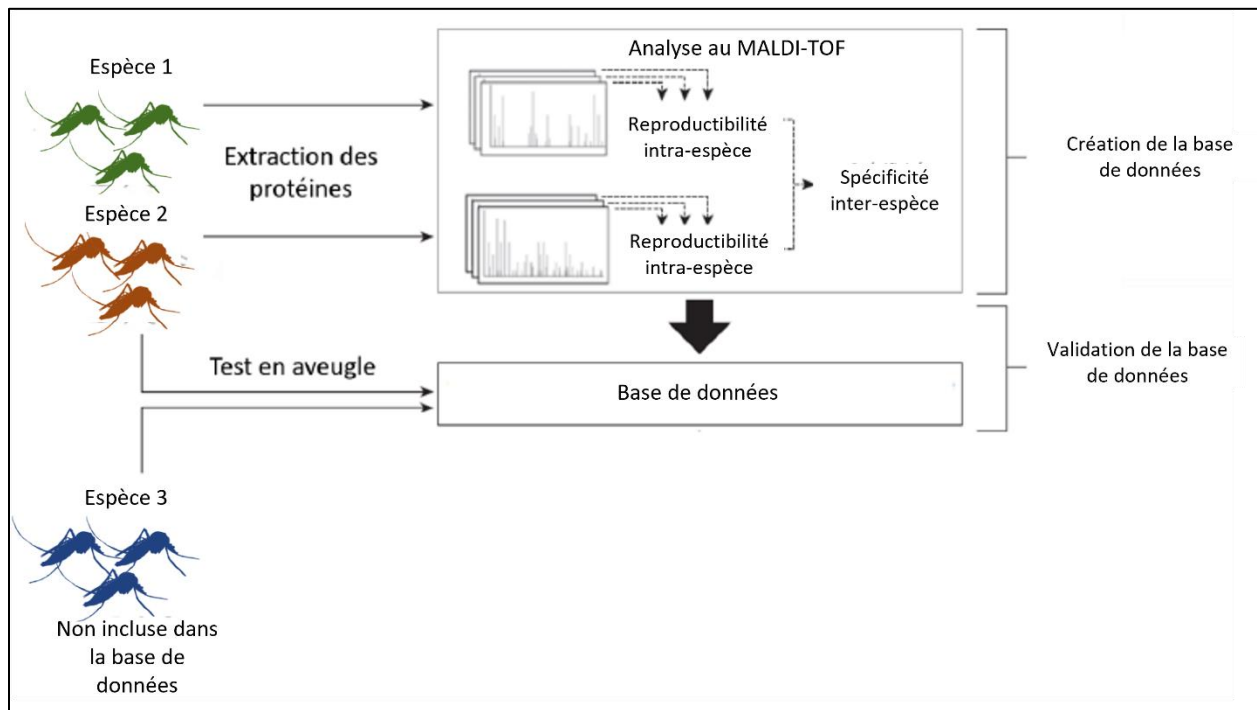 Espèce 1
Extraction des
protéines
Espèce 2
Analyse au MALDI-TOF
Reproductibilité
intra-espèce
Reproductibilité
intra-espèce
Spécificité
inter-espèce
Création de la base
de données
Test en aveugle
Base de données
Validation de la base
de données
Espèce 3
Non incluse dans
la base de
données